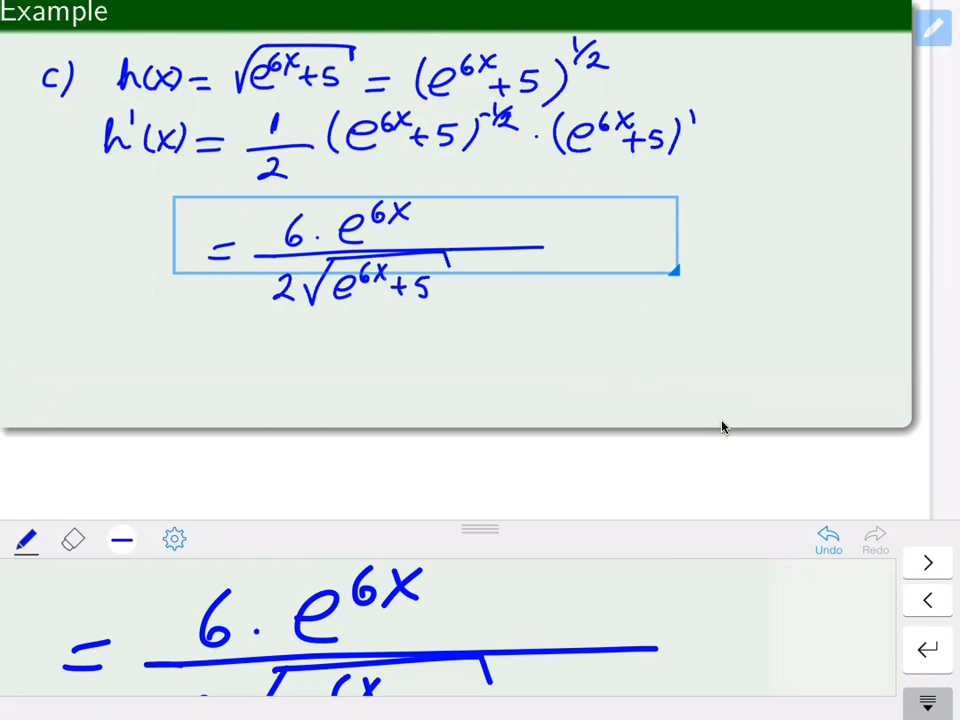 Example
c) h(x) = √(e^{6x}+5) = (e^{6x}+5)^{1/2}
h'(x) = 1/2 (e^{6x}+5)^{-1/2} · (e^{6x}+5)'
= 6 · e^{6x} / 2√(e^{6x}+5)
Undo
Redo
= 6 · e^{6x}